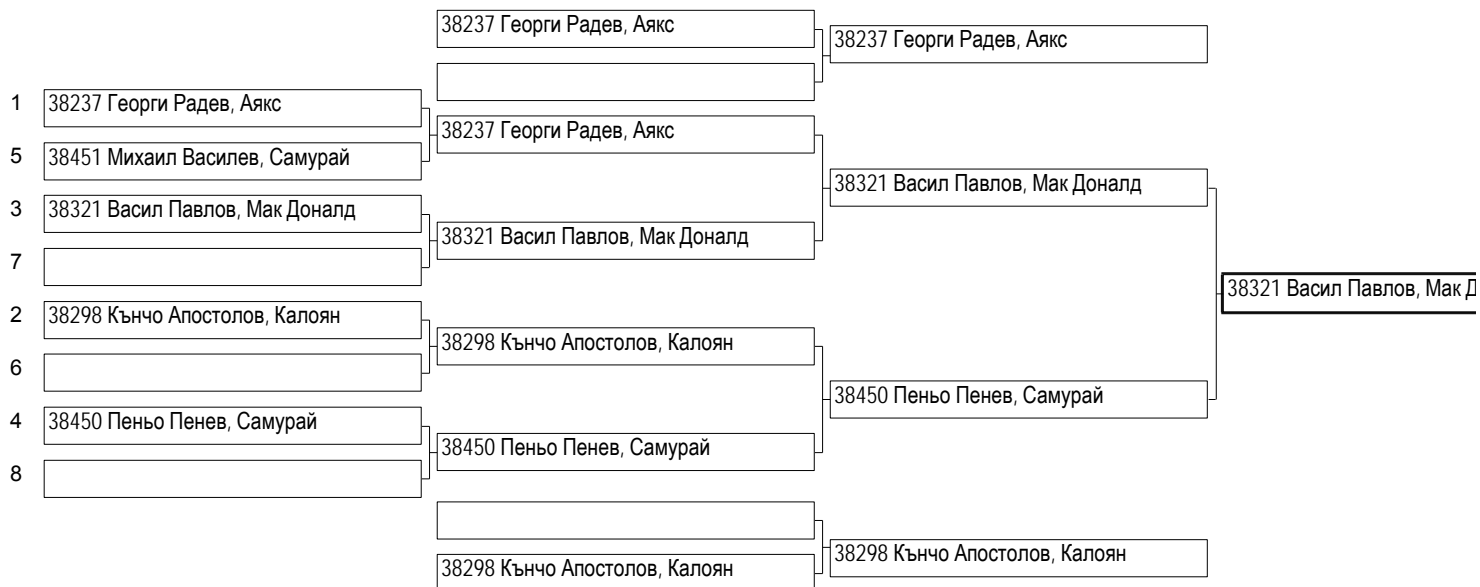 38237 Георги Радев, Аякс
38237 Георги Радев, Аякс
1 38237 Георги Радев, Аякс
38237 Георги Радев, Аякс
5 38451 Михаил Василев, Самурай
38321 Васил Павлов, Мак Доналд
3 38321 Васил Павлов, Мак Доналд
38321 Васил Павлов, Мак Доналд
7
38321 Васил Павлов, Мак Д
2 38298 Кънчо Апостолов, Калоян
38298 Кънчо Апостолов, Калоян
6
38450 Пеньо Пенев, Самурай
4 38450 Пеньо Пенев, Самурай
38450 Пеньо Пенев, Самурай
8
38298 Кънчо Апостолов, Калоян
38298 Кънчо Апостолов, Калоян